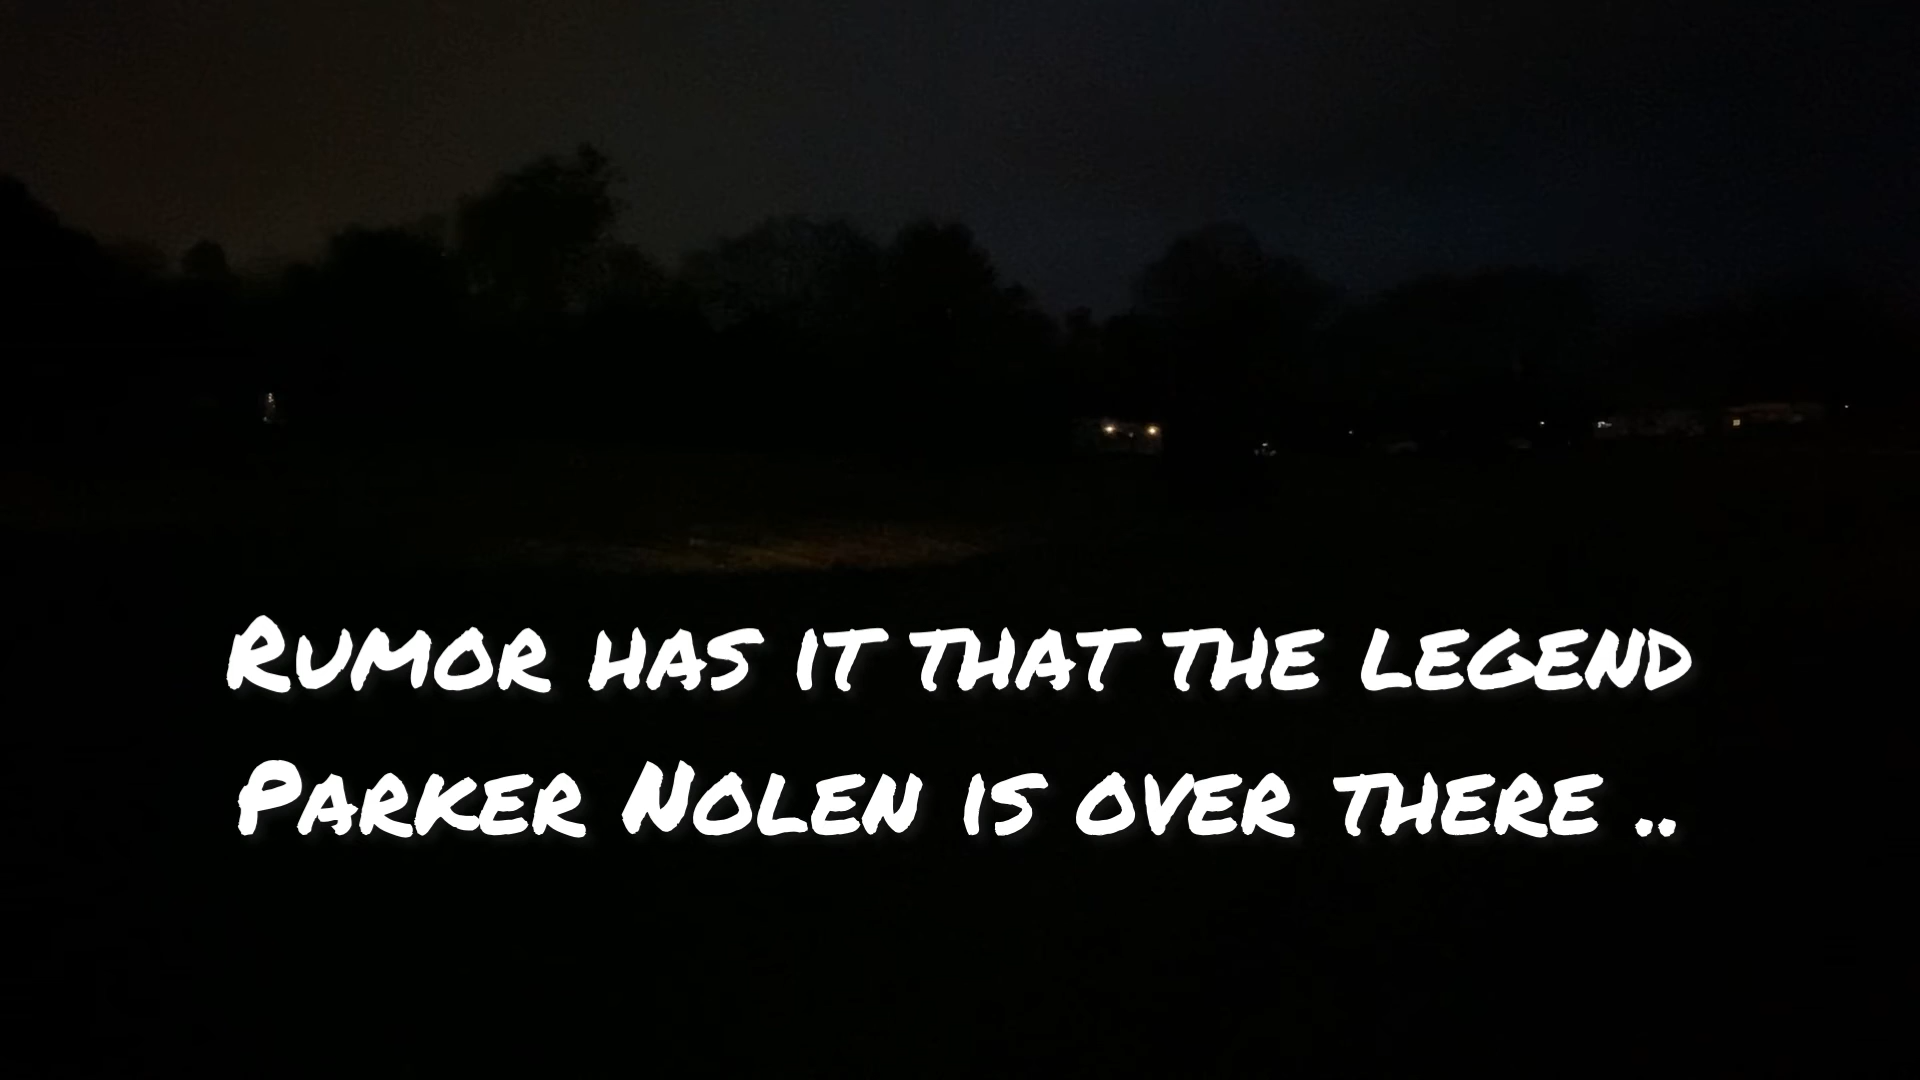 Rumor has it that the legend
Parker Nolen is over there ..